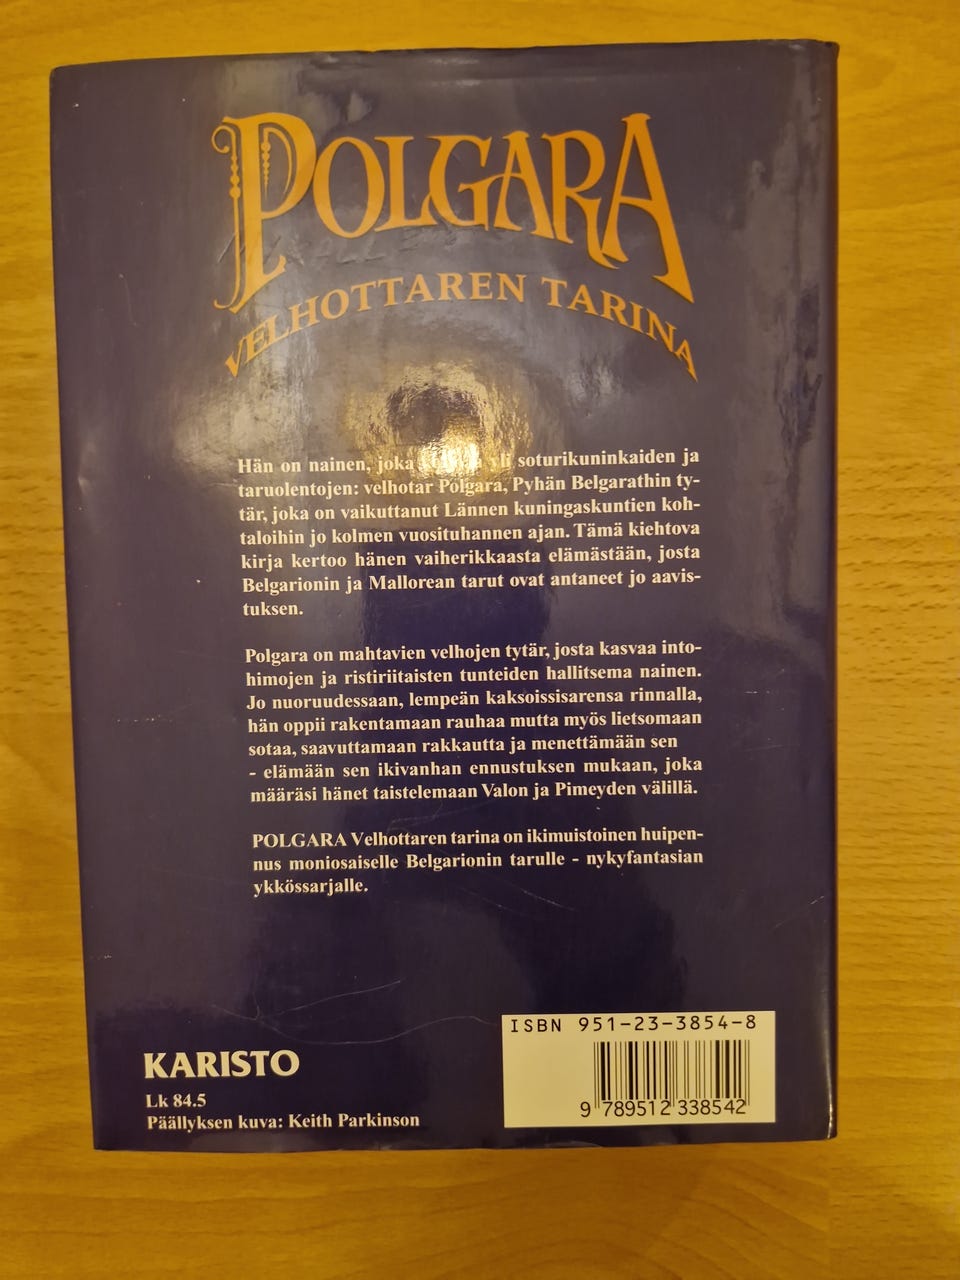 POLGARA
VELHOTTAREN TARINA
Hän on nainen, joka yli soturikuninkaiden ja
taruolentojen: velhotar Polgara, Pyhän Belgarathin ty-
tär, joka on vaikuttanut Lännen kuningaskuntien koh-
taloihin jo kolmen vuosituhannen ajan. Tämä kiehtova
kirja kertoo hänen vaiherikkaasta elämästään, josta
Belgarionin ja Mallorean tarut ovat antaneet jo aavis-
tuksen.
Polgara on mahtavien velhojen tytär, josta kasvaa into-
himojen ja ristiriitaisten tunteiden hallitsema nainen.
Jo nuoruudessaan, lempeän kaksoissisarensa rinnalla,
hän oppii rakentamaan rauhaa mutta myös lietsomaan
sotaa, saavuttamaan rakkautta ja menettämään sen
- elämään sen ikivanhan ennustuksen mukaan, joka
määräsi hänet taistelemaan Valon ja Pimeyden välillä.
POLGARA Velhottaren tarina on ikimuistoinen huipen-
nus moniosaiselle Belgarionin tarulle - nykyfantasian
ykkössarjalle.
ISBN 951-23-3854-8
9 789512 338542
KARISTO
Lk 84.5
Päällyksen kuva: Keith Parkinson